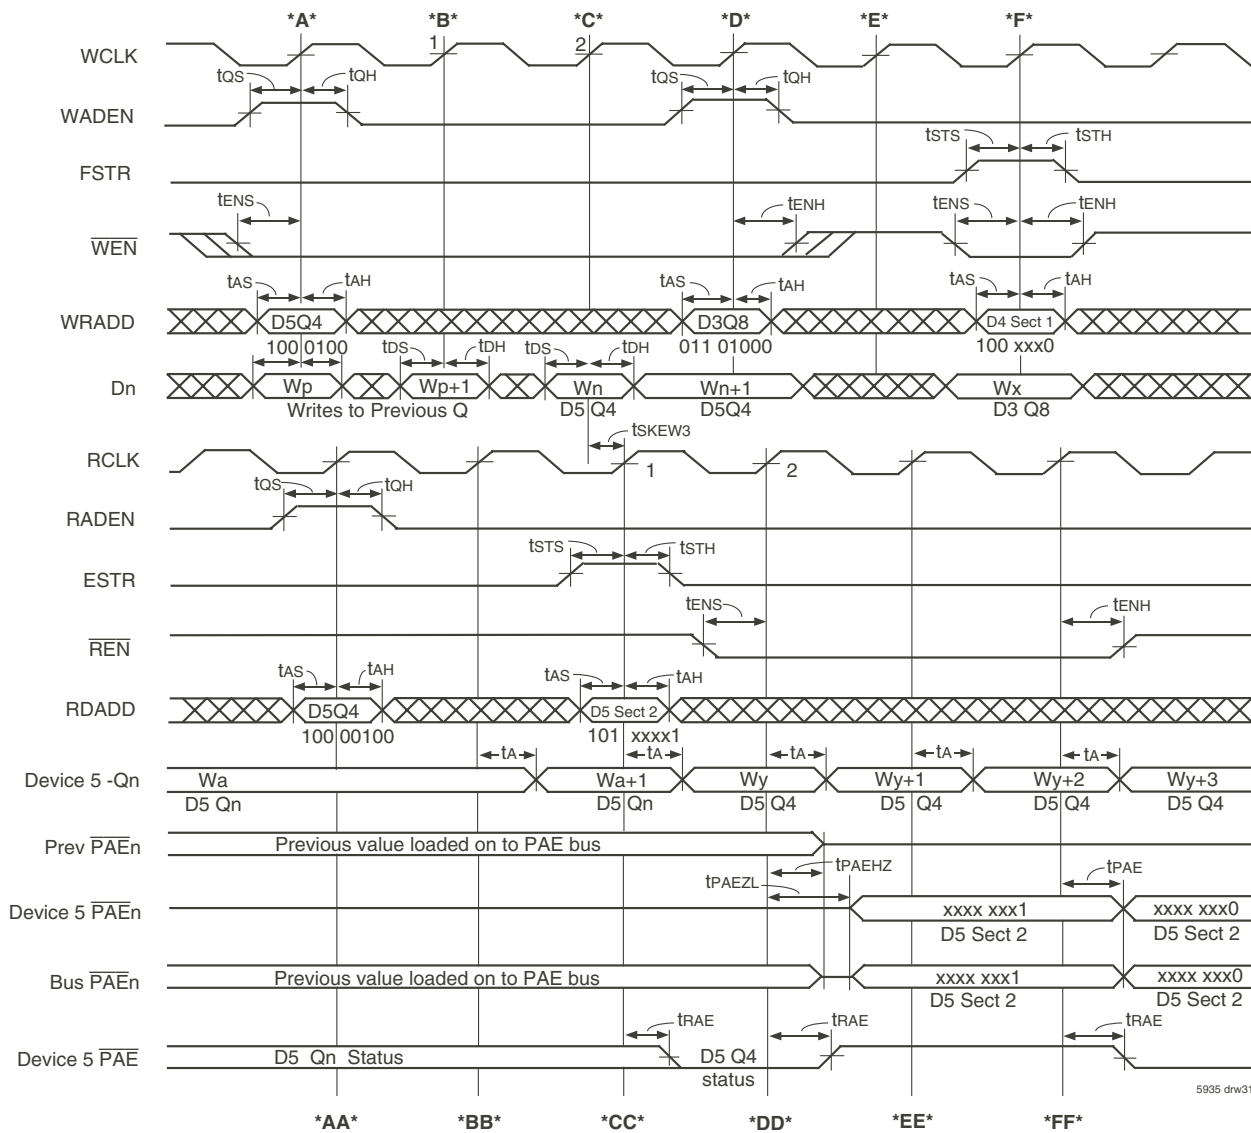 *A* *B* *C* *D* *E* *F*
WCLK 1 2
tQS tQH tQS tQH
WADEN
tSTS tSTH
FSTR
tENS tENH tENS tENH
WEN
tAS tAH tAS tAH tAS tAH
WRADD D5Q4 D3Q8 D4 Sect 1
100 0100 011 01000 100 xxx0
tDS tDH tDS tDH
Dn Wp Wp+1 Wn Wn+1 Wx
Writes to Previous Q D5 Q4 D5Q4 D3 Q8
tSKEW3
RCLK 1 2
tQS tQH
RADEN
tSTS tSTH
ESTR
tENS tENH
REN
tAS tAH tAS tAH
RDADD D5Q4 D5 Sect 2
100 00100 101 xxxx1
tA tA tA tA tA
Device 5 -Qn Wa Wa+1 Wy Wy+1 Wy+2 Wy+3
D5 Qn D5 Qn D5 Q4 D5 Q4 D5 Q4 D5 Q4
Prev PAEn Previous value loaded on to PAE bus
tPAEHZ tPAE
tPAEZL
Device 5 PAEn xxxx xxx1 xxxx xxx0
D5 Sect 2 D5 Sect 2
Bus PAEn Previous value loaded on to PAE bus xxxx xxx1 xxxx xxx0
D5 Sect 2 D5 Sect 2
tRAE tRAE tRAE
Device 5 PAE D5 Qn Status D5 Q4
status
5935 drw31
*AA* *BB* *CC* *DD* *EE* *FF*